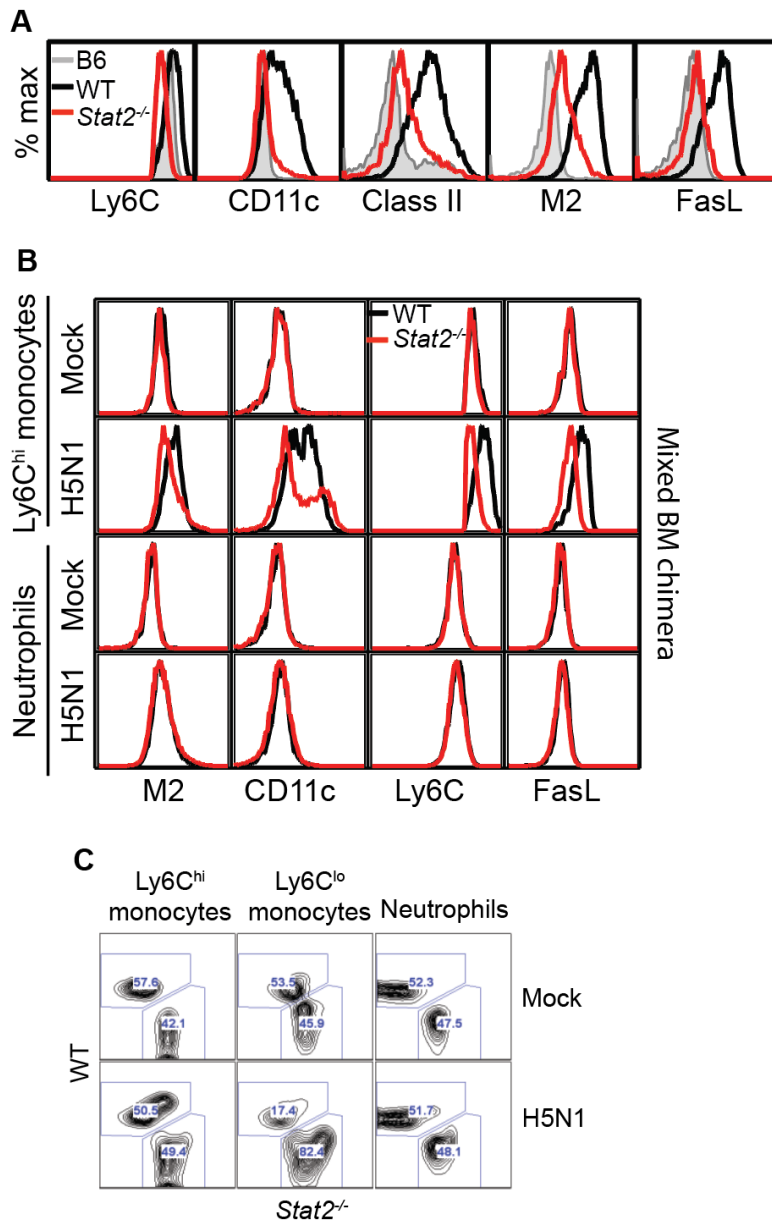 A
B6
WT
Stat2-/-
% max
Ly6C
CD11c
Class II
M2
FasL
B
Ly6Chi monocytes
Neutrophils
Mock
H5N1
Mock
H5N1
WT
Stat2-/-
Mixed BM chimera
M2
CD11c
Ly6C
FasL
C
Ly6Chi
monocytes
Ly6Clo
monocytes
Neutrophils
57.6
42.1
53.5
45.9
52.3
47.5
Mock
WT
50.5
49.4
17.4
82.4
51.7
48.1
H5N1
Stat2-/-